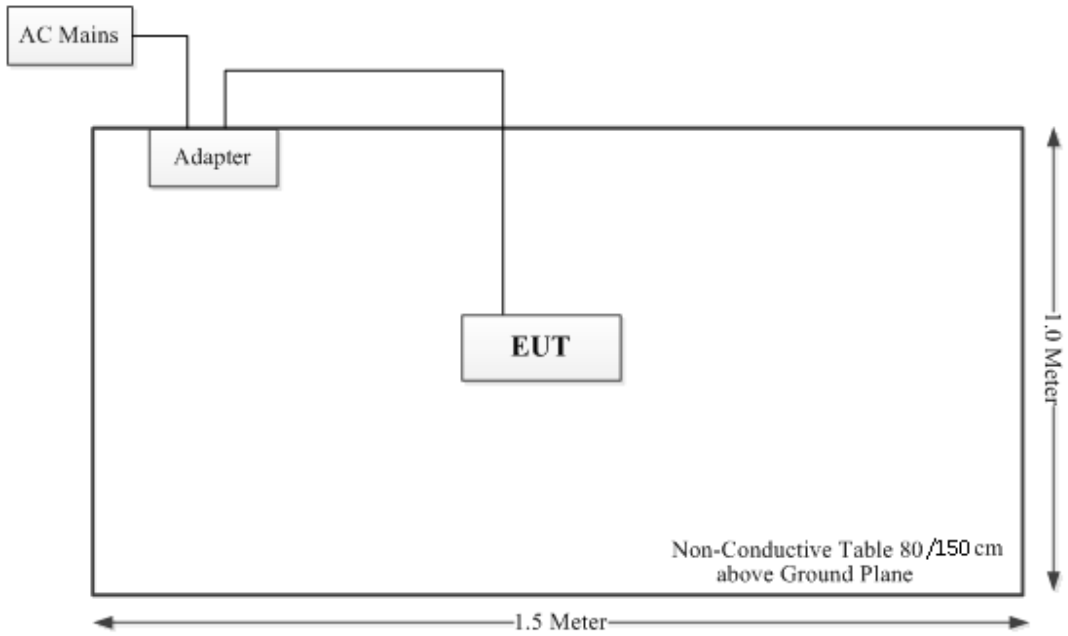 AC Mains
Adapter
EUT
1.0 Meter
Non-Conductive Table 80/150 cm
above Ground Plane
1.5 Meter